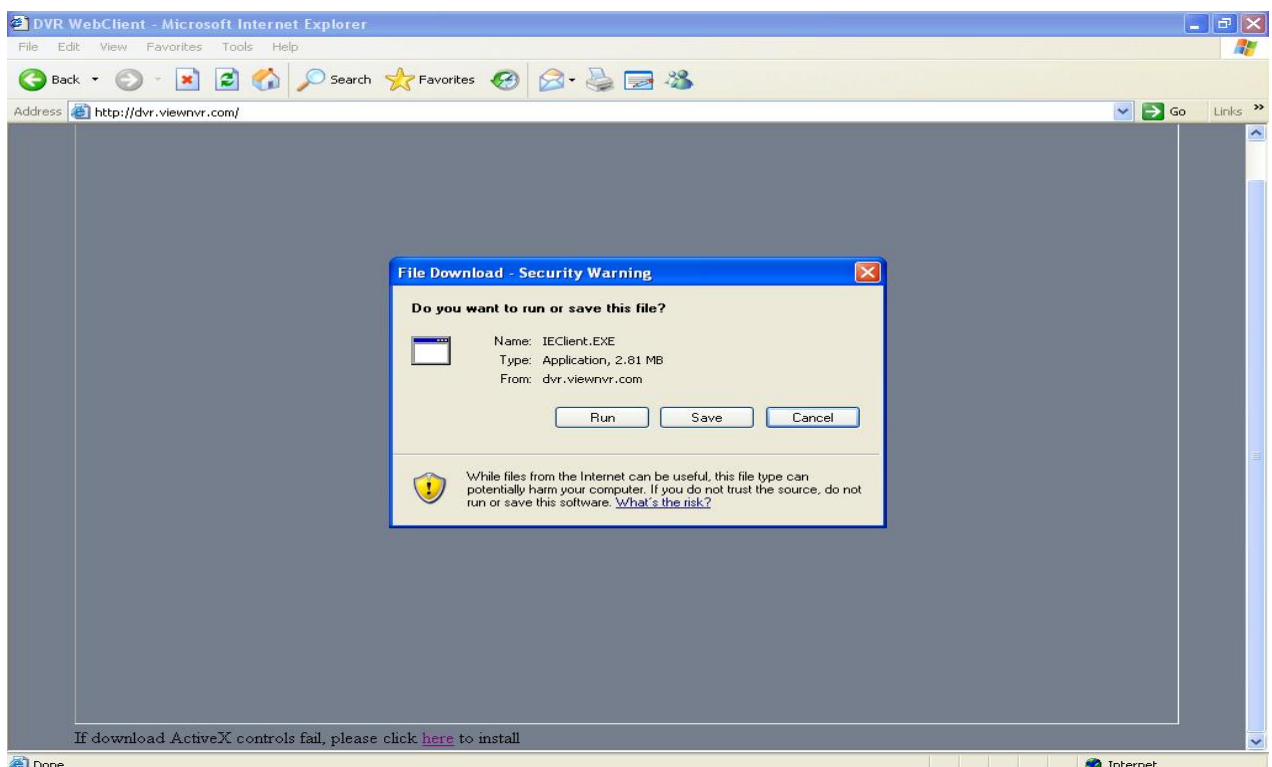 DVR WebClient - Microsoft Internet Explorer
File Edit View Favorites Tools Help
Back Search Favorites
Address http://dvr.viewnvr.com/ Go Links »
File Download - Security Warning
Do you want to run or save this file?
Name: IEClient.EXE
Type: Application, 2.81 MB
From: dvr.viewnvr.com
Run Save Cancel
While files from the Internet can be useful, this file type can
potentially harm your computer. If you do not trust the source, do not
run or save this software. What's the risk?
If download ActiveX controls fail, please click here to install
Done Internet